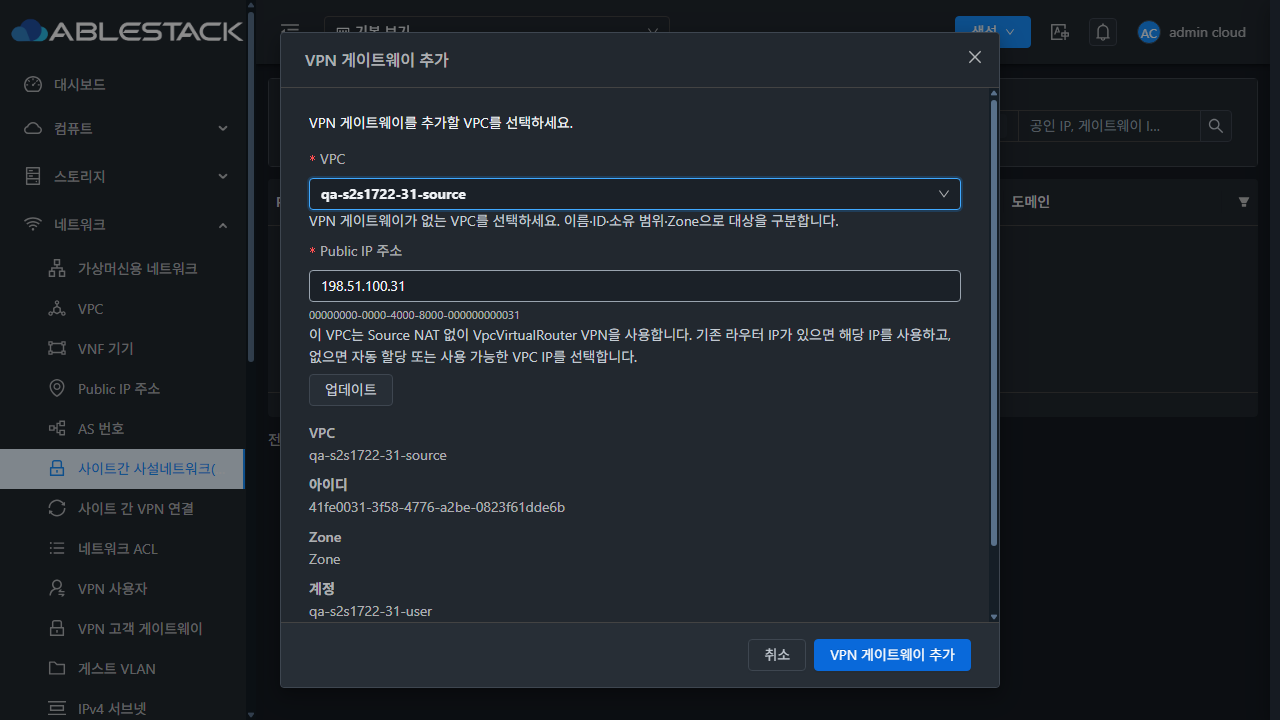 ABLESTACK
기본 보기
생성
AC
admin cloud
대시보드
컴퓨트
스토리지
네트워크
가상머신용 네트워크
VPC
VNF 기기
Public IP 주소
AS 번호
사이트간 사설네트워크(
사이트 간 VPN 연결
네트워크 ACL
VPN 사용자
VPN 고객 게이트웨이
게스트 VLAN
IPv4 서브넷
공인 IP, 게이트웨이 I...
도메인
VPN 게이트웨이 추가
VPN 게이트웨이를 추가할 VPC를 선택하세요.
* VPC
qa-s2s1722-31-source
VPN 게이트웨이가 없는 VPC를 선택하세요. 이름·ID·소유 범위·Zone으로 대상을 구분합니다.
* Public IP 주소
198.51.100.31
00000000-0000-4000-8000-000000000031
이 VPC는 Source NAT 없이 VpcVirtualRouter VPN을 사용합니다. 기존 라우터 IP가 있으면 해당 IP를 사용하고,
없으면 자동 할당 또는 사용 가능한 VPC IP를 선택합니다.
업데이트
VPC
qa-s2s1722-31-source
아이디
41fe0031-3f58-4776-a2be-0823f61dde6b
Zone
Zone
계정
qa-s2s1722-31-user
취소
VPN 게이트웨이 추가